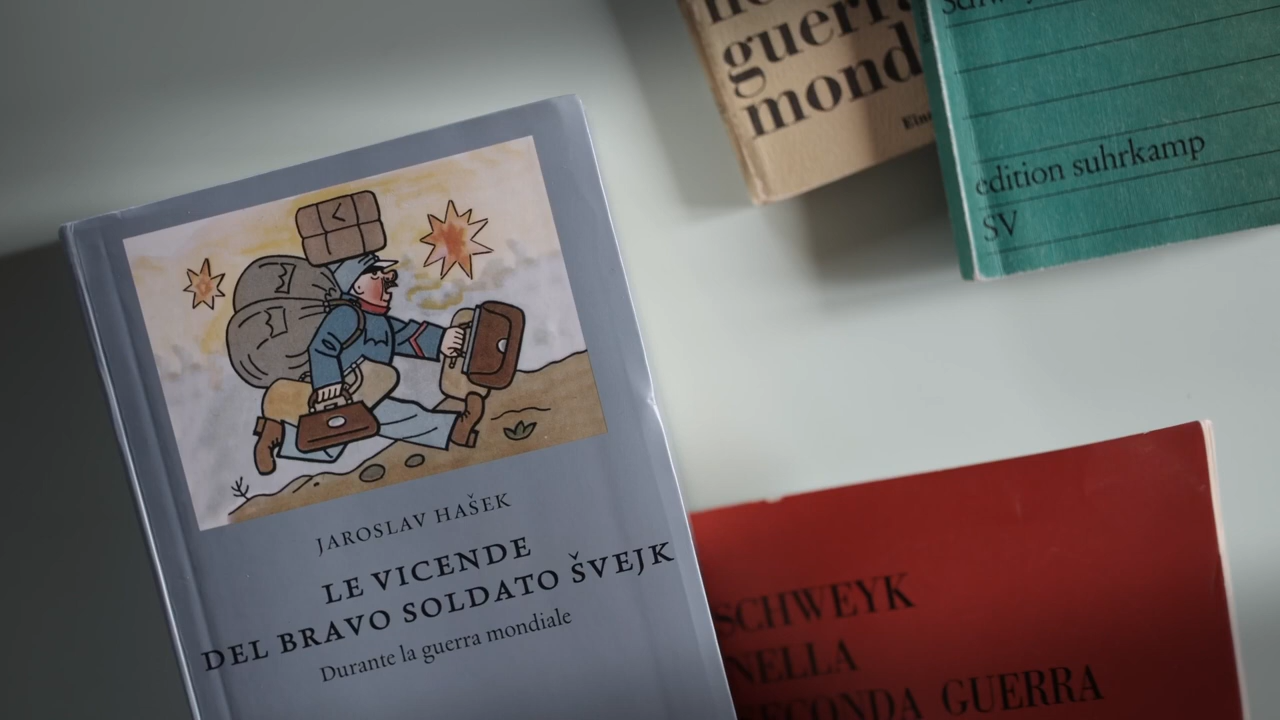 JAROSLAV HAŠEK
LE VICENDE
DEL BRAVO SOLDATO ŠVEJK
Durante la guerra mondiale
mond
edition suhrkamp
SV
SCHWEYK
NELLA
GUERRA